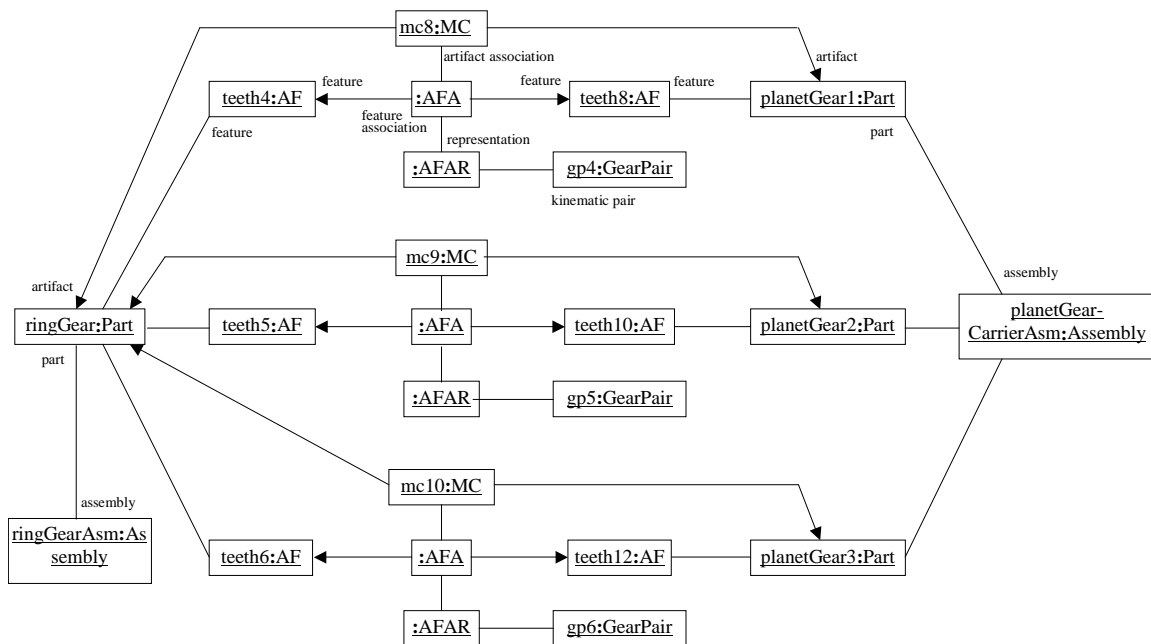 mc8:MC
artifact association
artifact
feature
feature
feature
teeth4:AF
:AFA
teeth8:AF
planetGear1:Part
feature
feature
association
part
representation
:AFAR
gp4:GearPair
kinematic pair
mc9:MC
assembly
artifact
ringGear:Part
teeth5:AF
:AFA
teeth10:AF
planetGear2:Part
planetGear-
CarrierAsm:Assembly
part
:AFAR
gp5:GearPair
mc10:MC
assembly
ringGearAsm:As
sembly
teeth6:AF
:AFA
teeth12:AF
planetGear3:Part
:AFAR
gp6:GearPair